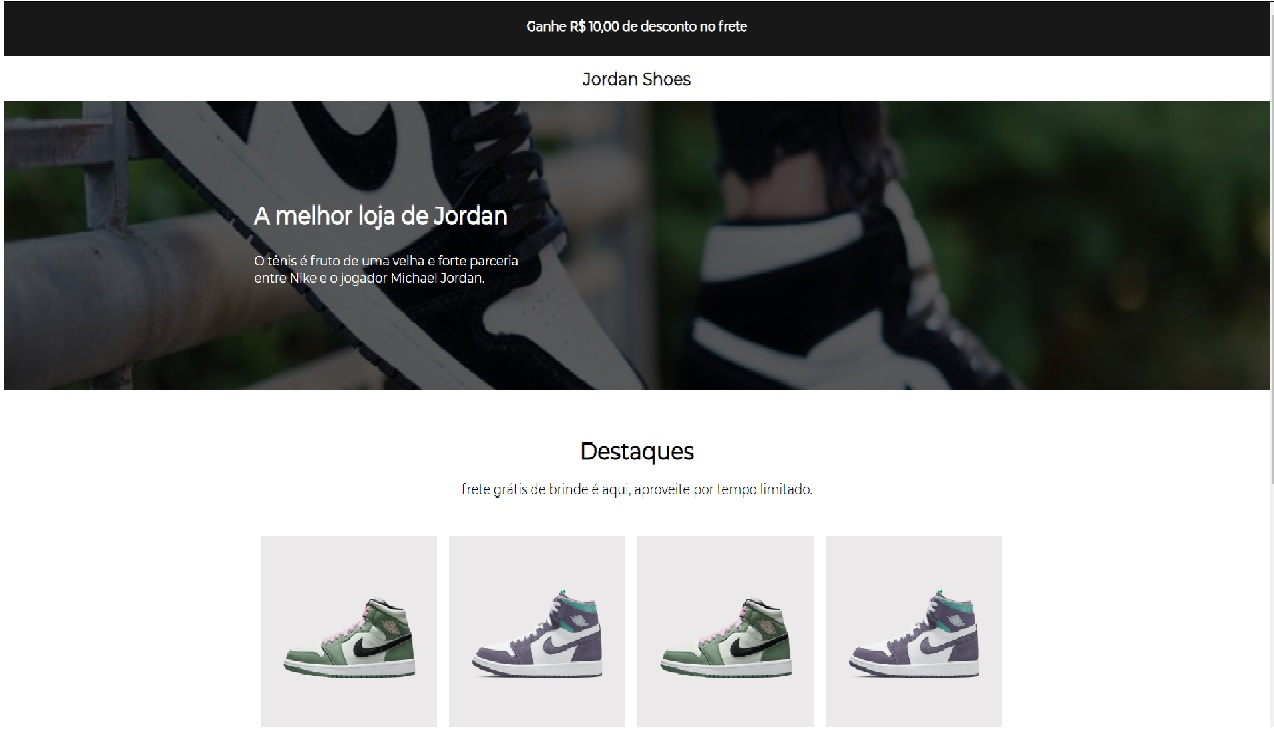 Ganhe R$ 10,00 de desconto no frete
Jordan Shoes
A melhor loja de Jordan
O tênis é fruto de uma velha e forte parceria
entre Nike e o jogador Michael Jordan.
Destaques
frete grátis de brinde é aqui, aproveite por tempo limitado.